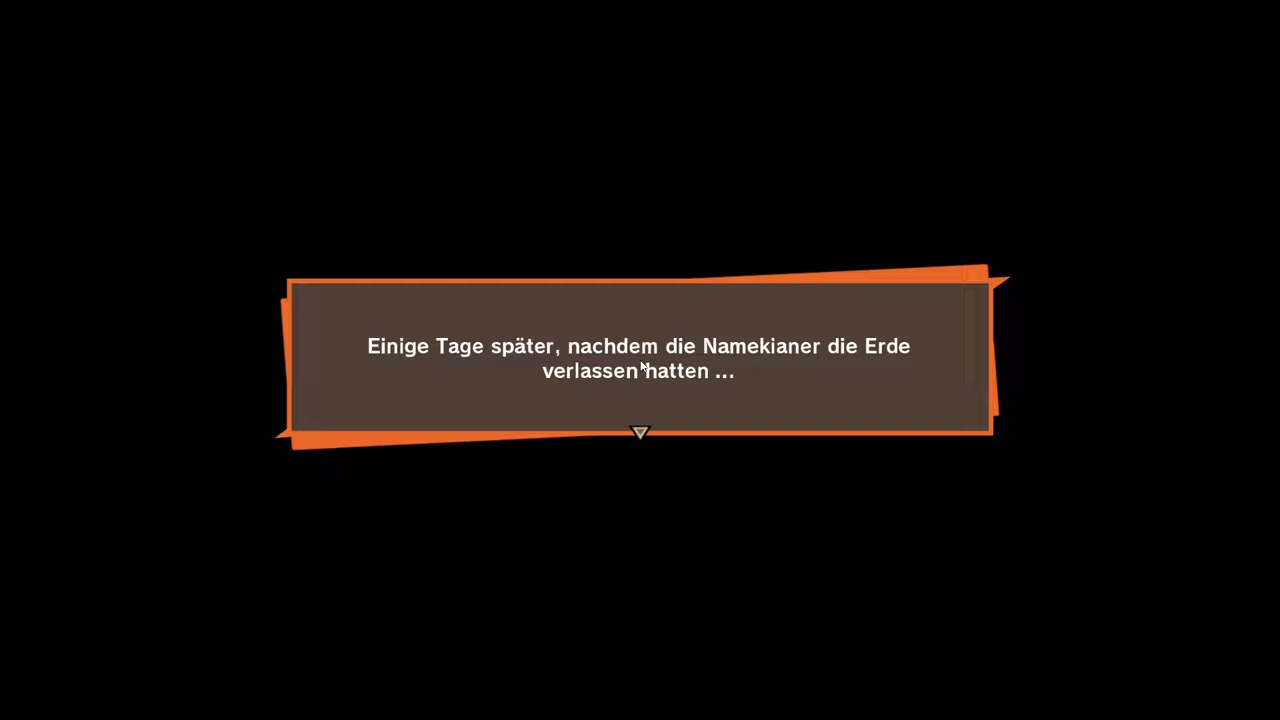 Einige Tage später, nachdem die Namekianer die Erde
verlassen hatten ...